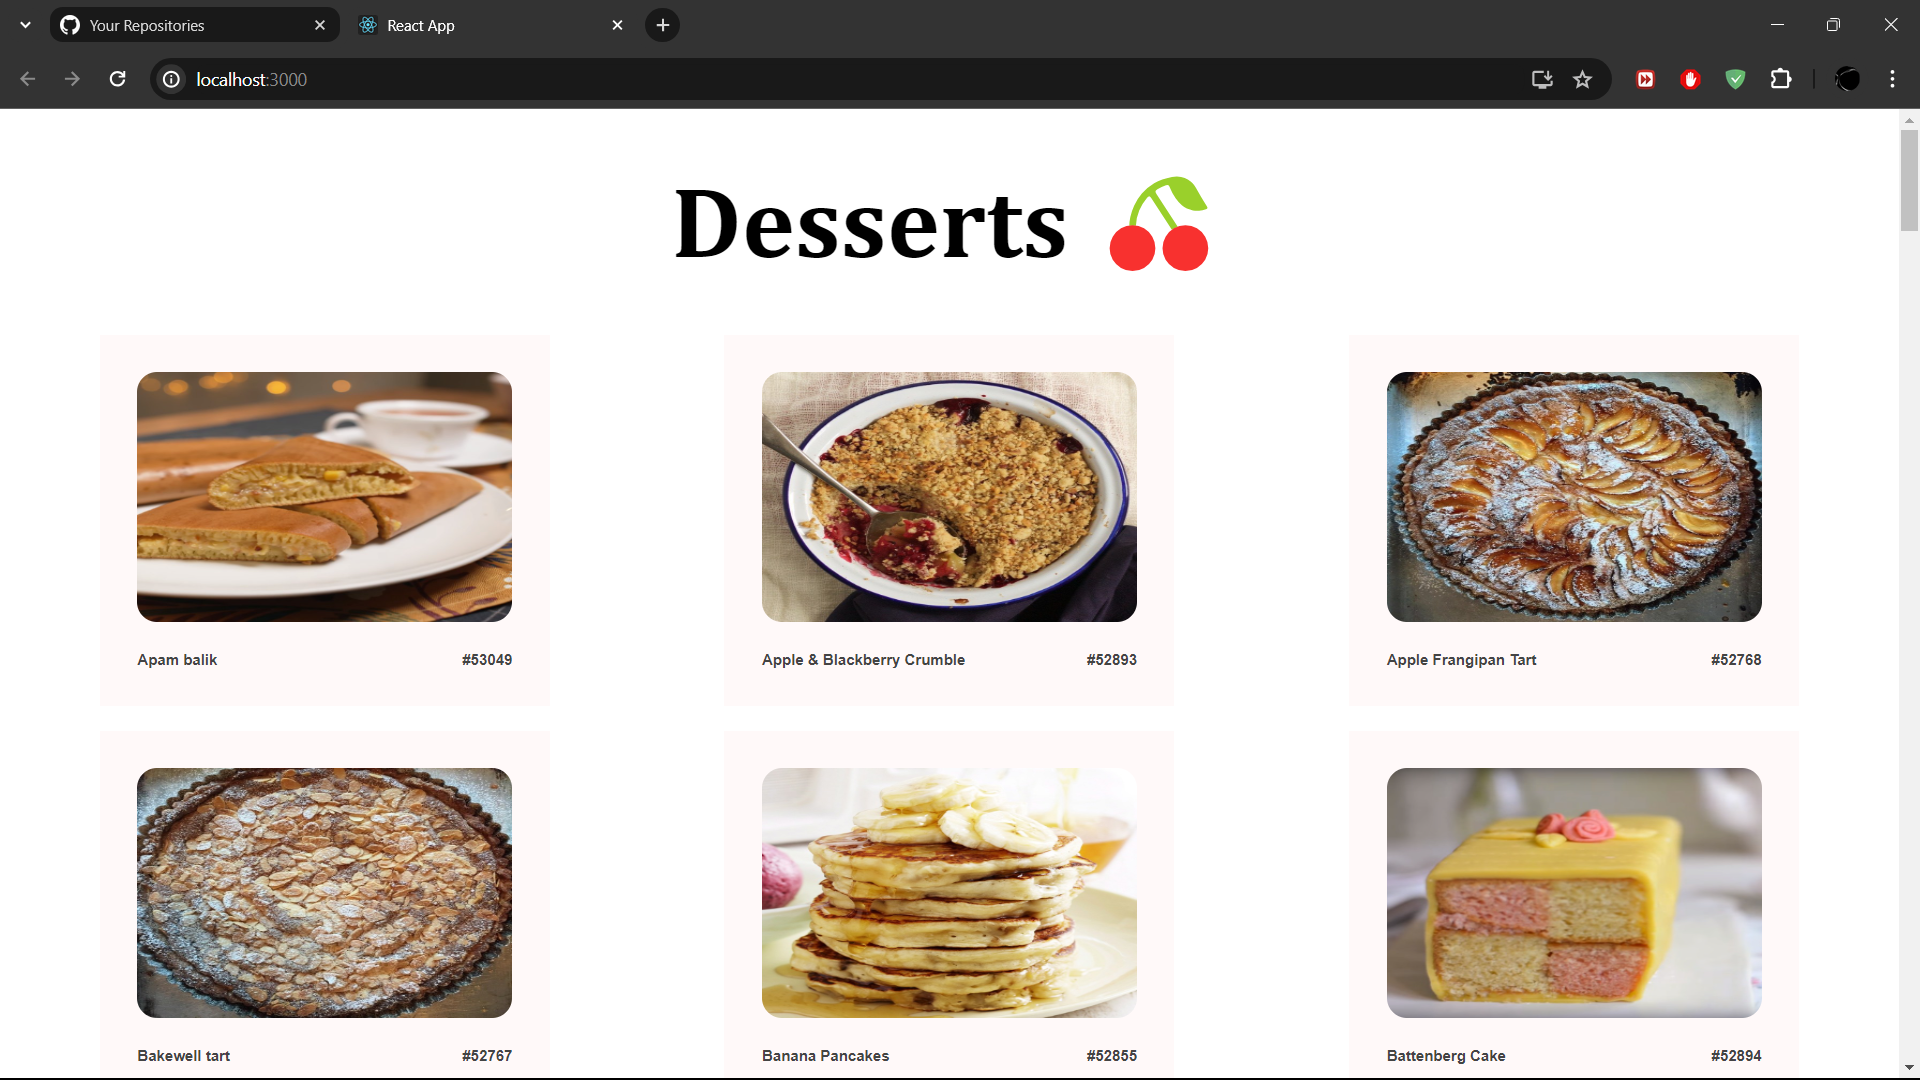 Your Repositories
React App
localhost:3000
Desserts
Apam balik #53049
Apple & Blackberry Crumble #52893
Apple Frangipan Tart #52768
Bakewell tart #52767
Banana Pancakes #52855
Battenberg Cake #52894